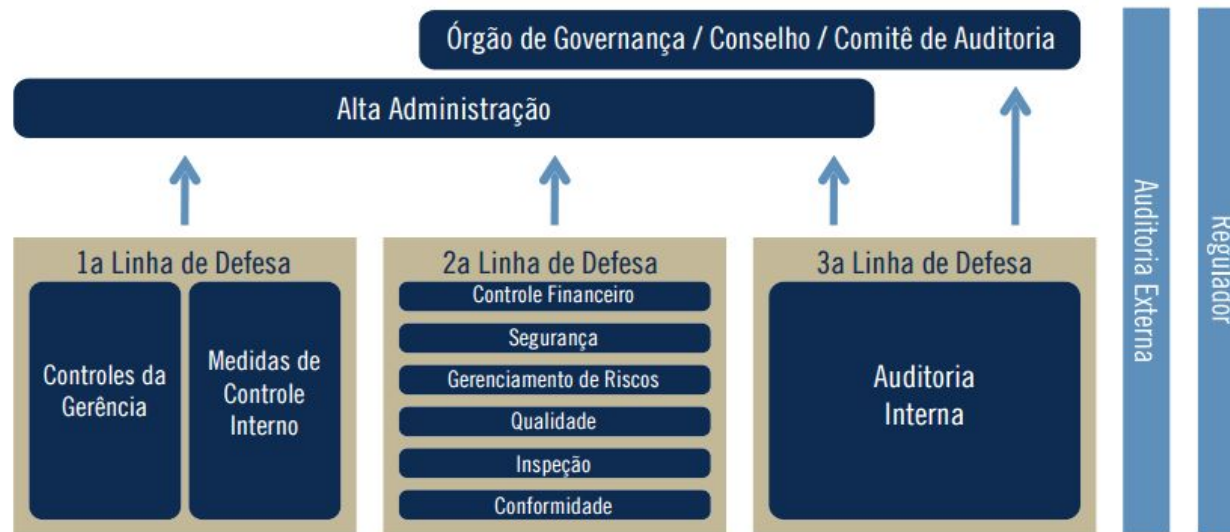 Órgão de Governança / Conselho / Comitê de Auditoria
Alta Administração
1a Linha de Defesa
Controles da
Gerência
Medidas de
Controle
Interno
2a Linha de Defesa
Controle Financeiro
Segurança
Gerenciamento de Riscos
Qualidade
Inspeção
Conformidade
3a Linha de Defesa
Auditoria
Interna
Auditoria Externa
Regulador